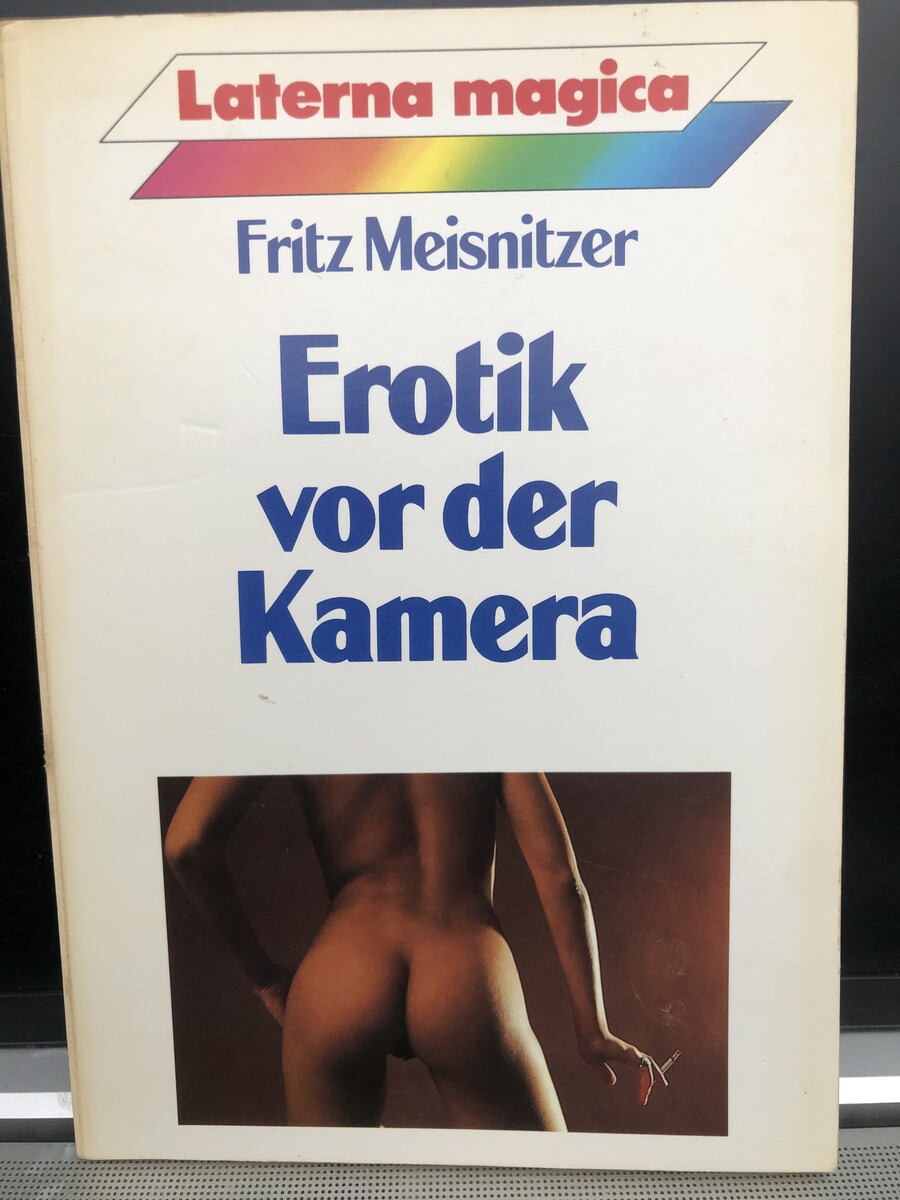 Laterna magica
Fritz Meisnitzer
Erotik
vor der
Kamera